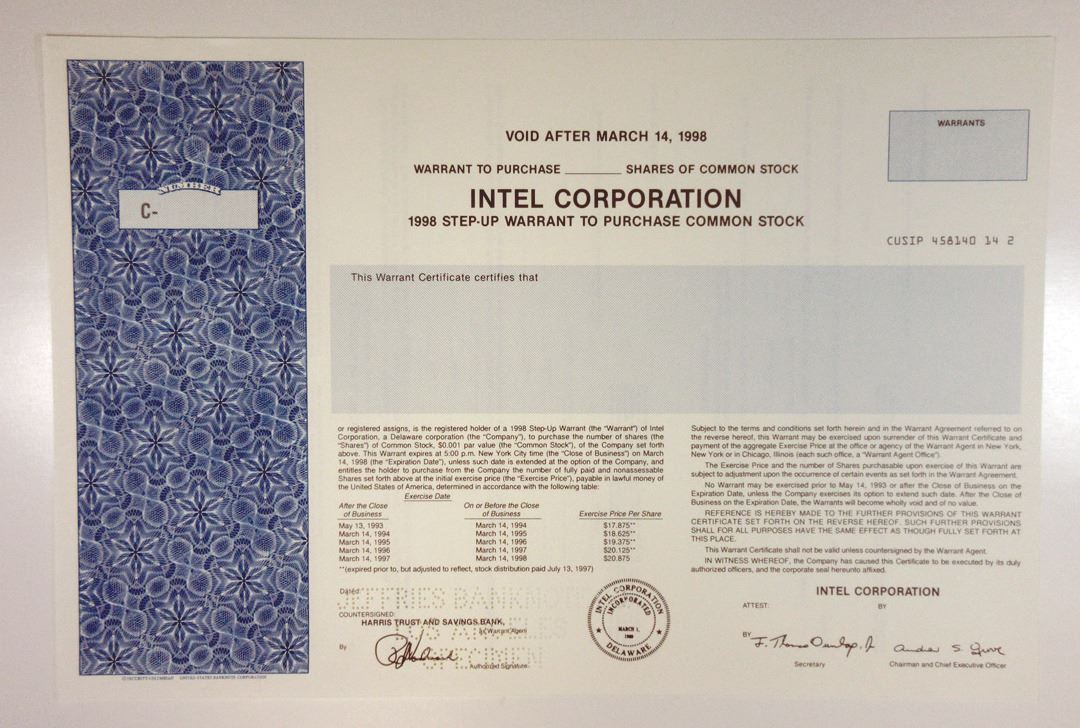 VOID AFTER MARCH 14, 1998
WARRANTS
WARRANT TO PURCHASE ________ SHARES OF COMMON STOCK
NUMBER
C-
INTEL CORPORATION
1998 STEP-UP WARRANT TO PURCHASE COMMON STOCK
CUSIP 458140 14 2
This Warrant Certificate certifies that
or registered assigns, is the registered holder of a 1998 Step-Up Warrant (the "Warrant") of Intel
Corporation, a Delaware corporation (the "Company"), to purchase the number of shares (the
"Shares") of Common Stock, $0.001 par value (the "Common Stock"), of the Company set forth
above. This Warrant expires at 5:00 p.m. New York City time (the "Close of Business") on March
14, 1998 (the "Expiration Date"), unless such date is extended at the option of the Company, and
entitles the holder to purchase from the Company the number of fully paid and nonassessable
Shares set forth above at the initial exercise price (the "Exercise Price"), payable in lawful money of
the United States of America, determined in accordance with the following table:
Exercise Date
After the Close of Business On or Before the Close of Business Exercise Price Per Share
May 13, 1993 March 14, 1994 $17.875**
March 14, 1994 March 14, 1995 $18.625**
March 14, 1995 March 14, 1996 $19.375**
March 14, 1996 March 14, 1997 $20.125**
March 14, 1997 March 14, 1998 $20.875
**(expired prior to, but adjusted to reflect, stock distribution paid July 13, 1997)
Subject to the terms and conditions set forth herein and in the Warrant Agreement referred to on
the reverse hereof, this Warrant may be exercised upon surrender of this Warrant Certificate and
payment of the aggregate Exercise Price at the office or agency of the Warrant Agent in New York,
New York or in Chicago, Illinois (each such office, a "Warrant Agent Office").
The Exercise Price and the number of Shares purchasable upon exercise of this Warrant are
subject to adjustment upon the occurrence of certain events as set forth in the Warrant Agreement.
No Warrant may be exercised prior to May 14, 1993 or after the Close of Business on the
Expiration Date, unless the Company exercises its option to extend such date. After the Close of
Business on the Expiration Date, the Warrants will become wholly void and of no value.
REFERENCE IS HEREBY MADE TO THE FURTHER PROVISIONS OF THIS WARRANT
CERTIFICATE SET FORTH ON THE REVERSE HEREOF. SUCH FURTHER PROVISIONS
SHALL FOR ALL PURPOSES HAVE THE SAME EFFECT AS THOUGH FULLY SET FORTH AT
THIS PLACE.
This Warrant Certificate shall not be valid unless countersigned by the Warrant Agent.
IN WITNESS WHEREOF, the Company has caused this Certificate to be executed by its duly
authorized officers, and the corporate seal hereunto affixed.
Dated:
JEFFERIES BANKNOTE
LOS ANGELES
SPECIMEN
COUNTERSIGNED:
HARRIS TRUST AND SAVINGS BANK,
as Warrant Agent
By
Authorized Signature
INTEL CORPORATION
INCORPORATED
MARCH 1,
1989
DELAWARE
INTEL CORPORATION
ATTEST: BY
BY F. Thomas Dunlap, Jr Andrew S. Grove
Secretary Chairman and Chief Executive Officer
UNITED STATES BANKNOTE CORPORATION